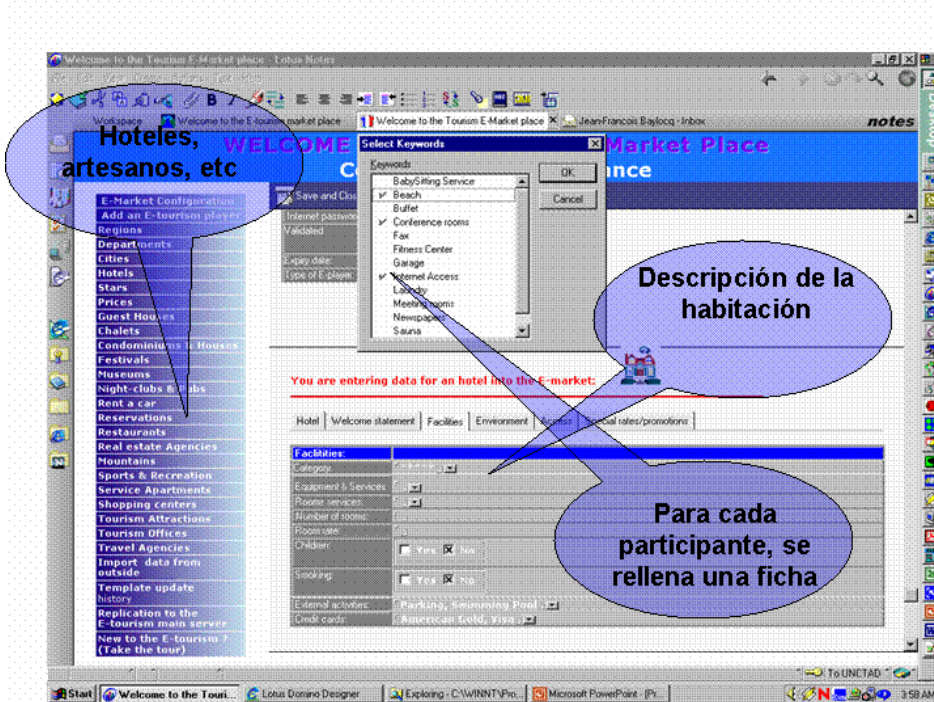 Welcome to the Tourism E-Market place - Lotus Notes
Workspace
Welcome to the E-tourism market place
Welcome to the Tourism E-Market place
Jean-Francois Baylocq - Inbox
notes
WELCOME
Market Place
Hoteles,
artesanos, etc
Select Keywords
Keywords
BabySitting Service
Beach
Buffet
Conference rooms
Fax
Fitness Center
Garage
Internet Access
Laundry
Meeting rooms
Newspapers
Sauna
OK
Cancel
E-Market Configuration
Add an E-tourism player
Regions
Departments
Cities
Hotels
Stars
Prices
Guest Houses
Chalets
Condominiums & Houses
Festivals
Museums
Night-clubs & Pubs
Rent a car
Reservations
Restaurants
Real estate Agencies
Mountains
Sports & Recreation
Service Apartments
Shopping centers
Tourism Attractions
Tourism Offices
Travel Agencies
Import data from
outside
Template update
history
Replication to the
E-tourism main server
New to the E-tourism ?
(Take the tour)
Save and Clos
Internet password
Validated
Expiry date:
Type of E-player:
Descripción de la
habitación
You are entering data for an hotel into the E-market:
Hotel
Welcome statement
Facilities
Environment
Access
Special rates/promotions
Facilitities:
Category:
Equipment & Services:
Rooms services:
Number of rooms:
Room rate:
Children:
Yes
No
Smoking:
Yes
No
External activities:
Parking, Swimming Pool
Credit cards:
American Gold, Visa
Para cada
participante, se
rellena una ficha
To UNCTAD
Start
Welcome to the Touri...
Lotus Domino Designer
Exploring - C:\WINNT\Pro...
Microsoft PowerPoint - [Pr...
3:58 AM